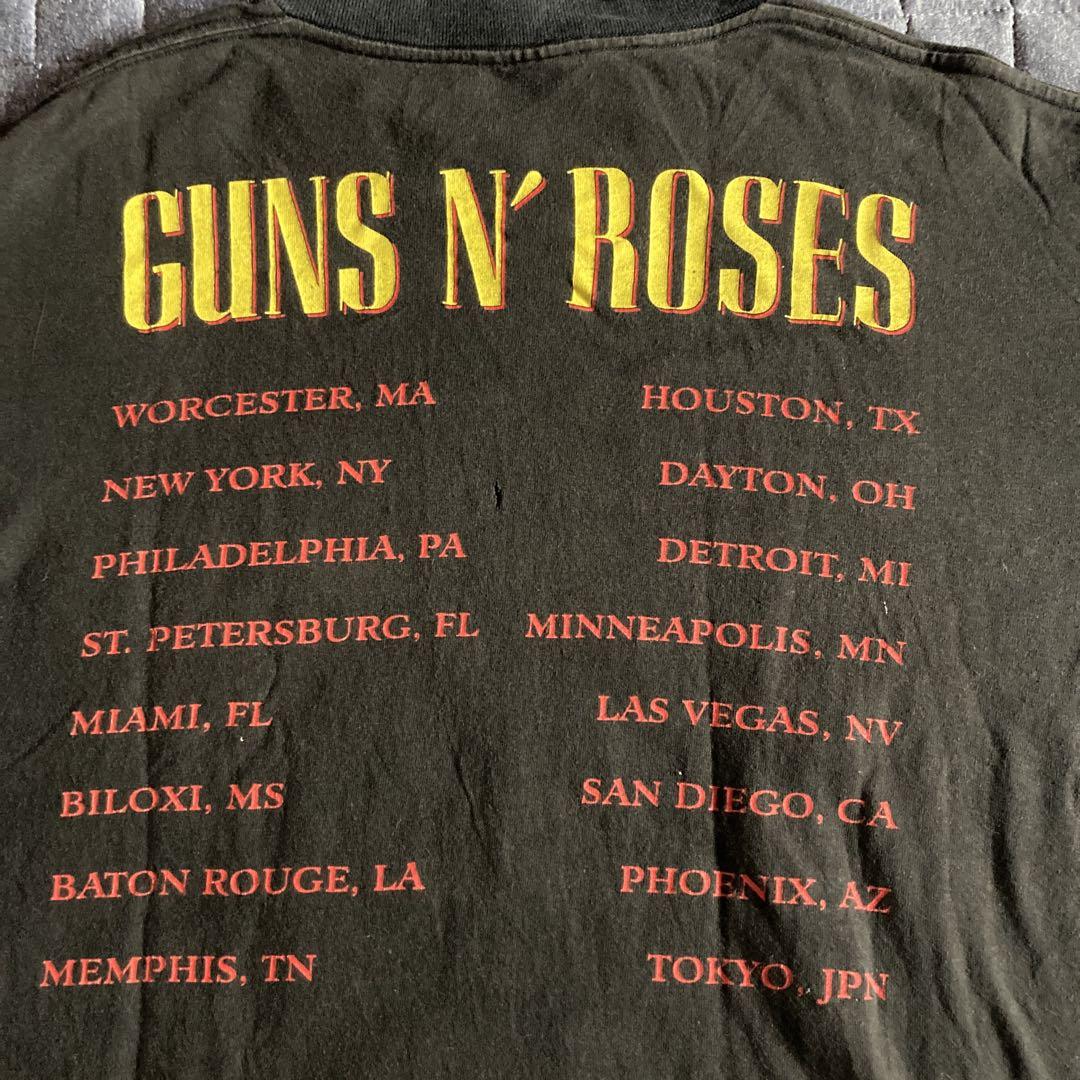 GUNS N' ROSES
WORCESTER, MA
NEW YORK, NY
PHILADELPHIA, PA
ST. PETERSBURG, FL
MIAMI, FL
BILOXI, MS
BATON ROUGE, LA
MEMPHIS, TN
HOUSTON, TX
DAYTON, OH
DETROIT, MI
MINNEAPOLIS, MN
LAS VEGAS, NV
SAN DIEGO, CA
PHOENIX, AZ
TOKYO, JPN